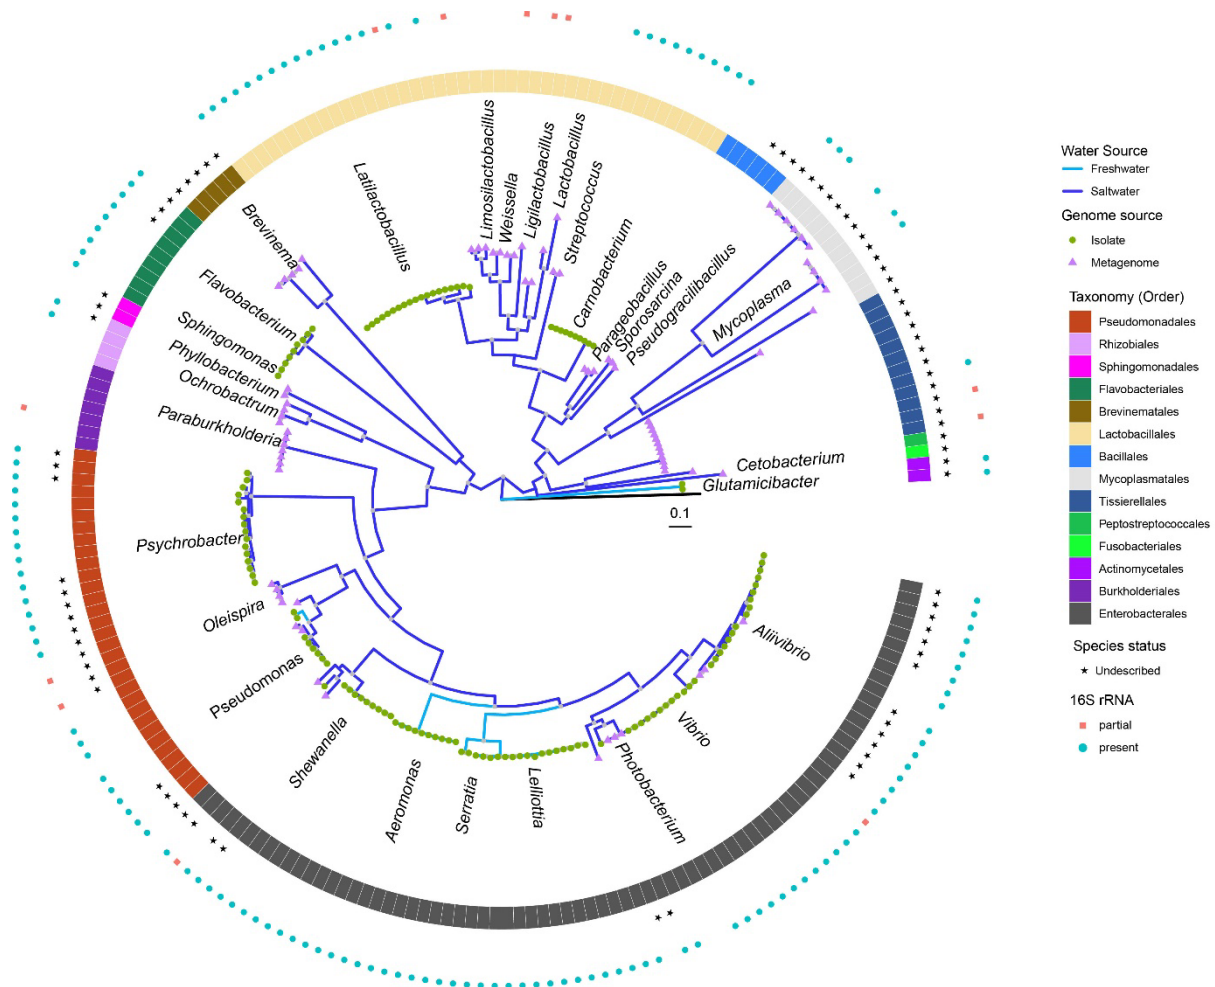 Limosilactobacillus
Weissella
Ligilactobacillus
Lactobacillus
Streptococcus
Latilactobacillus
Carnobacterium
Parageobacillus
Sporosarcina
Pseudogracilibacillus
Mycoplasma
Brevinema
Flavobacterium
Sphingomonas
Phyllobacterium
Ochrobactrum
Paraburkholderia
Cetobacterium
Glutamicibacter
0.1
Psychrobacter
Oleispira
Pseudomonas
Shewanella
Aeromonas
Serratia
Lelliottia
Photobacterium
Vibrio
Aliivibrio
Water Source
Freshwater
Saltwater
Genome source
Isolate
Metagenome
Taxonomy (Order)
Pseudomonadales
Rhizobiales
Sphingomonadales
Flavobacteriales
Brevinematales
Lactobacillales
Bacillales
Mycoplasmatales
Tissierellales
Peptostreptococcales
Fusobacteriales
Actinomycetales
Burkholderiales
Enterobacterales
Species status
Undescribed
16S rRNA
partial
present